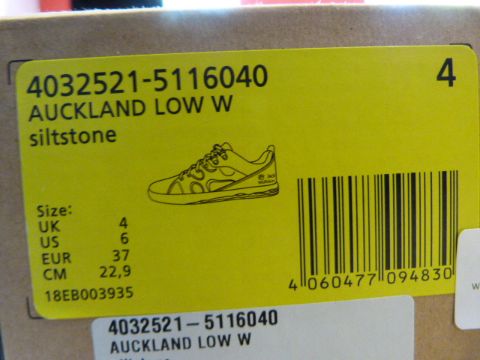 4032521-5116040 4
AUCKLAND LOW W
siltstone
Size:
UK 4
US 6
EUR 37
CM 22,9
18EB003935
4 060477 094830
4032521-5116040
AUCKLAND LOW W